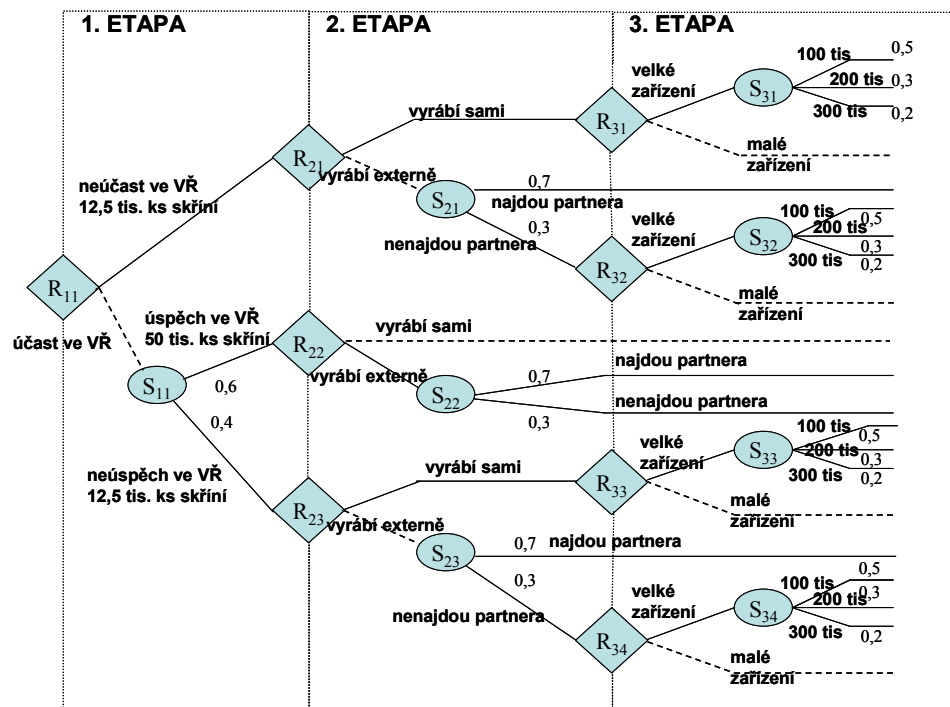 1. ETAPA
2. ETAPA
3. ETAPA
100 tis
0,5
velké
zařízení
S31
200 tis
0,3
300 tis
0,2
vyrábí sami
R31
malé
zařízení
R21
vyrábí externě
neúčast ve VŘ
12,5 tis. ks skříní
S21
0,7
najdou partnera
0,3
nenajdou partnera
velké
zařízení
100 tis
0,5
S32
200 tis
0,3
300 tis
0,2
R32
malé
zařízení
R11
účast ve VŘ
úspěch ve VŘ
50 tis. ks skříní
R22
vyrábí sami
vyrábí externě
S11
0,6
0,4
S22
0,7
najdou partnera
0,3
nenajdou partnera
neúspěch ve VŘ
12,5 tis. ks skříní
vyrábí sami
velké
zařízení
100 tis
0,5
S33
200 tis
0,3
300 tis
0,2
R33
malé
zařízení
R23
vyrábí externě
S23
0,7
najdou partnera
0,3
nenajdou partnera
velké
zařízení
100 tis
0,5
S34
200 tis
0,3
300 tis
0,2
R34
malé
zařízení